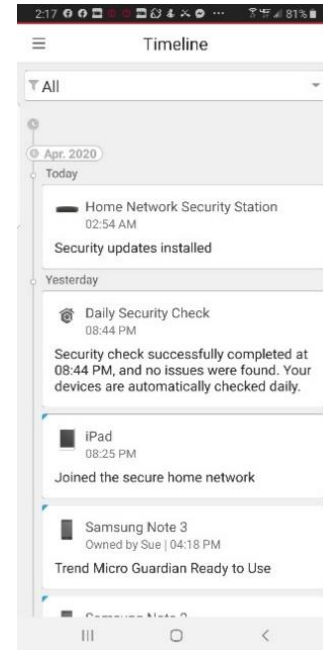 2:17
81%
Timeline
All
Apr. 2020
Today
Home Network Security Station
02:54 AM
Security updates installed
Yesterday
Daily Security Check
08:44 PM
Security check successfully completed at
08:44 PM, and no issues were found. Your
devices are automatically checked daily.
iPad
08:25 PM
Joined the secure home network
Samsung Note 3
Owned by Sue | 04:18 PM
Trend Micro Guardian Ready to Use